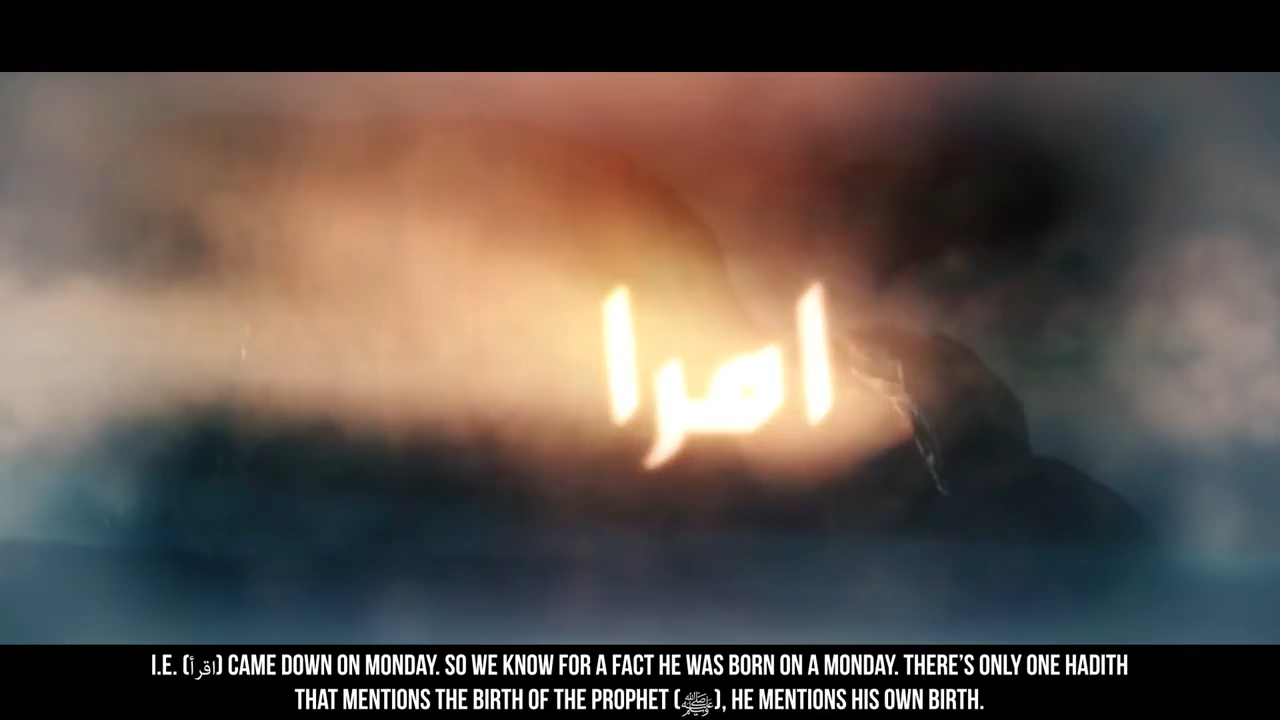 امرا
I.E. (اقرأ) CAME DOWN ON MONDAY. SO WE KNOW FOR A FACT HE WAS BORN ON A MONDAY. THERE'S ONLY ONE HADITH
THAT MENTIONS THE BIRTH OF THE PROPHET (ﷺ), HE MENTIONS HIS OWN BIRTH.